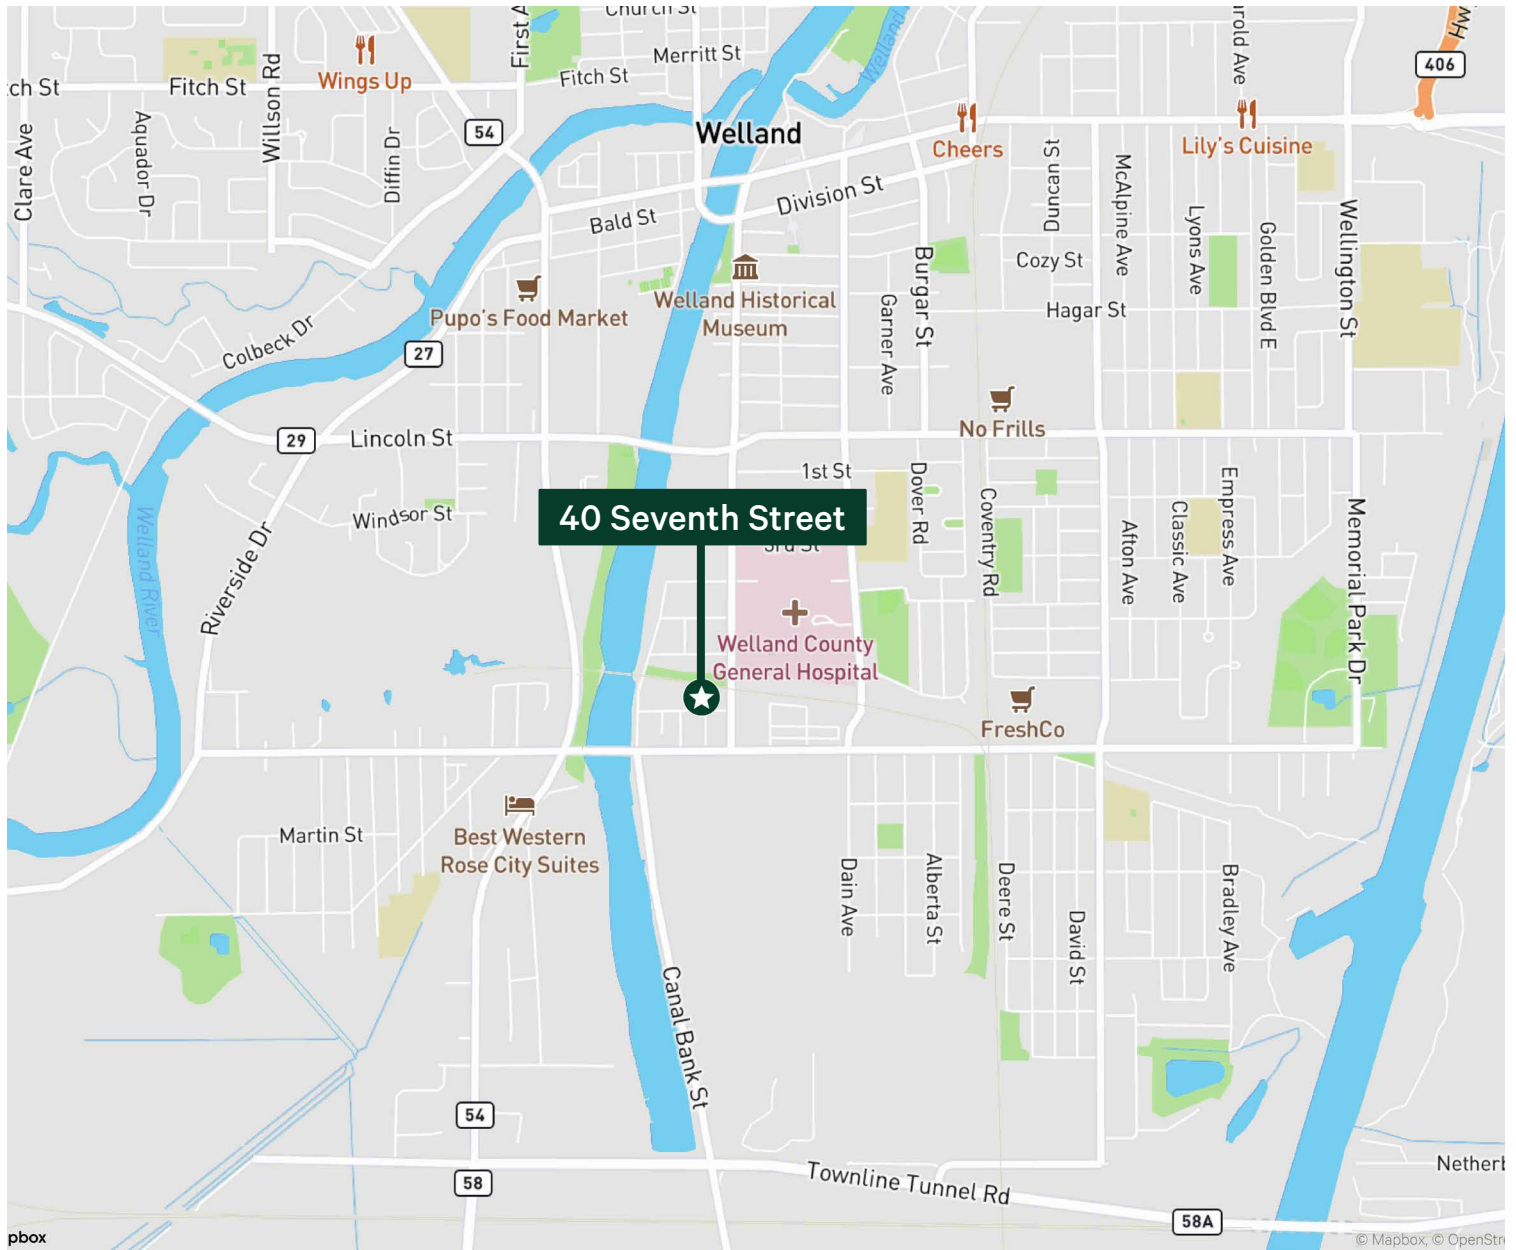 Church St
First A
Merritt St
Welland
Hwy
406
Fitch St
Wings Up
ch St
Fitch St
Willson Rd
arold Ave
54
Welland
Cheers
Lily's Cuisine
Clare Ave
Aquador Dr
Diffin Dr
Duncan St
McAlpine Ave
Division St
Bald St
Lyons Ave
Golden Blvd E
Wellington St
Burgar St
Cozy St
Welland Historical
Museum
Hagar St
Pupo's Food Market
Garner Ave
Colbeck Dr
27
No Frills
29
Lincoln St
1st St
Dover Rd
Coventry Rd
Empress Ave
Classic Ave
Afton Ave
Memorial Park Dr
Windsor St
40 Seventh Street
3rd St
Welland River
Riverside Dr
Welland County
General Hospital
FreshCo
Martin St
Best Western
Rose City Suites
Dain Ave
Alberta St
Deere St
David St
Bradley Ave
Canal Bank St
54
58
Townline Tunnel Rd
58A
Netherb
pbox
© Mapbox, © OpenStre